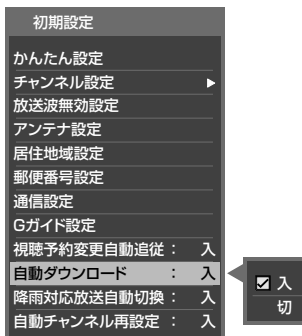 初期設定
かんたん設定
チャンネル設定
放送波無効設定
アンテナ設定
居住地域設定
郵便番号設定
通信設定
Gガイド設定
視聴予約変更自動追従： 入
自動ダウンロード ： 入
降雨対応放送自動切換： 入
自動チャンネル再設定： 入
入
切